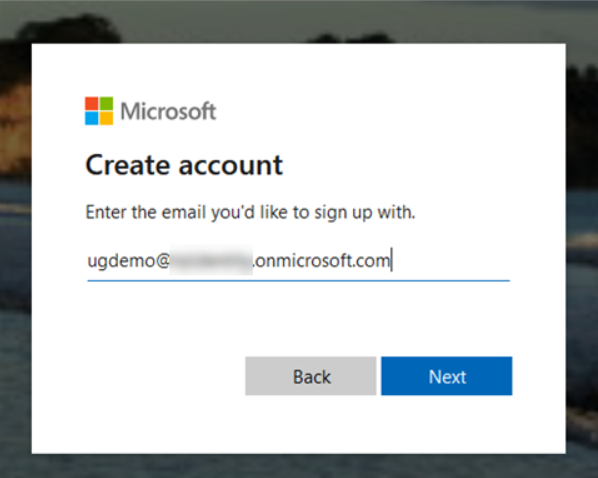 Microsoft
Create account
Enter the email you'd like to sign up with.
ugdemo@ .onmicrosoft.com
Back
Next